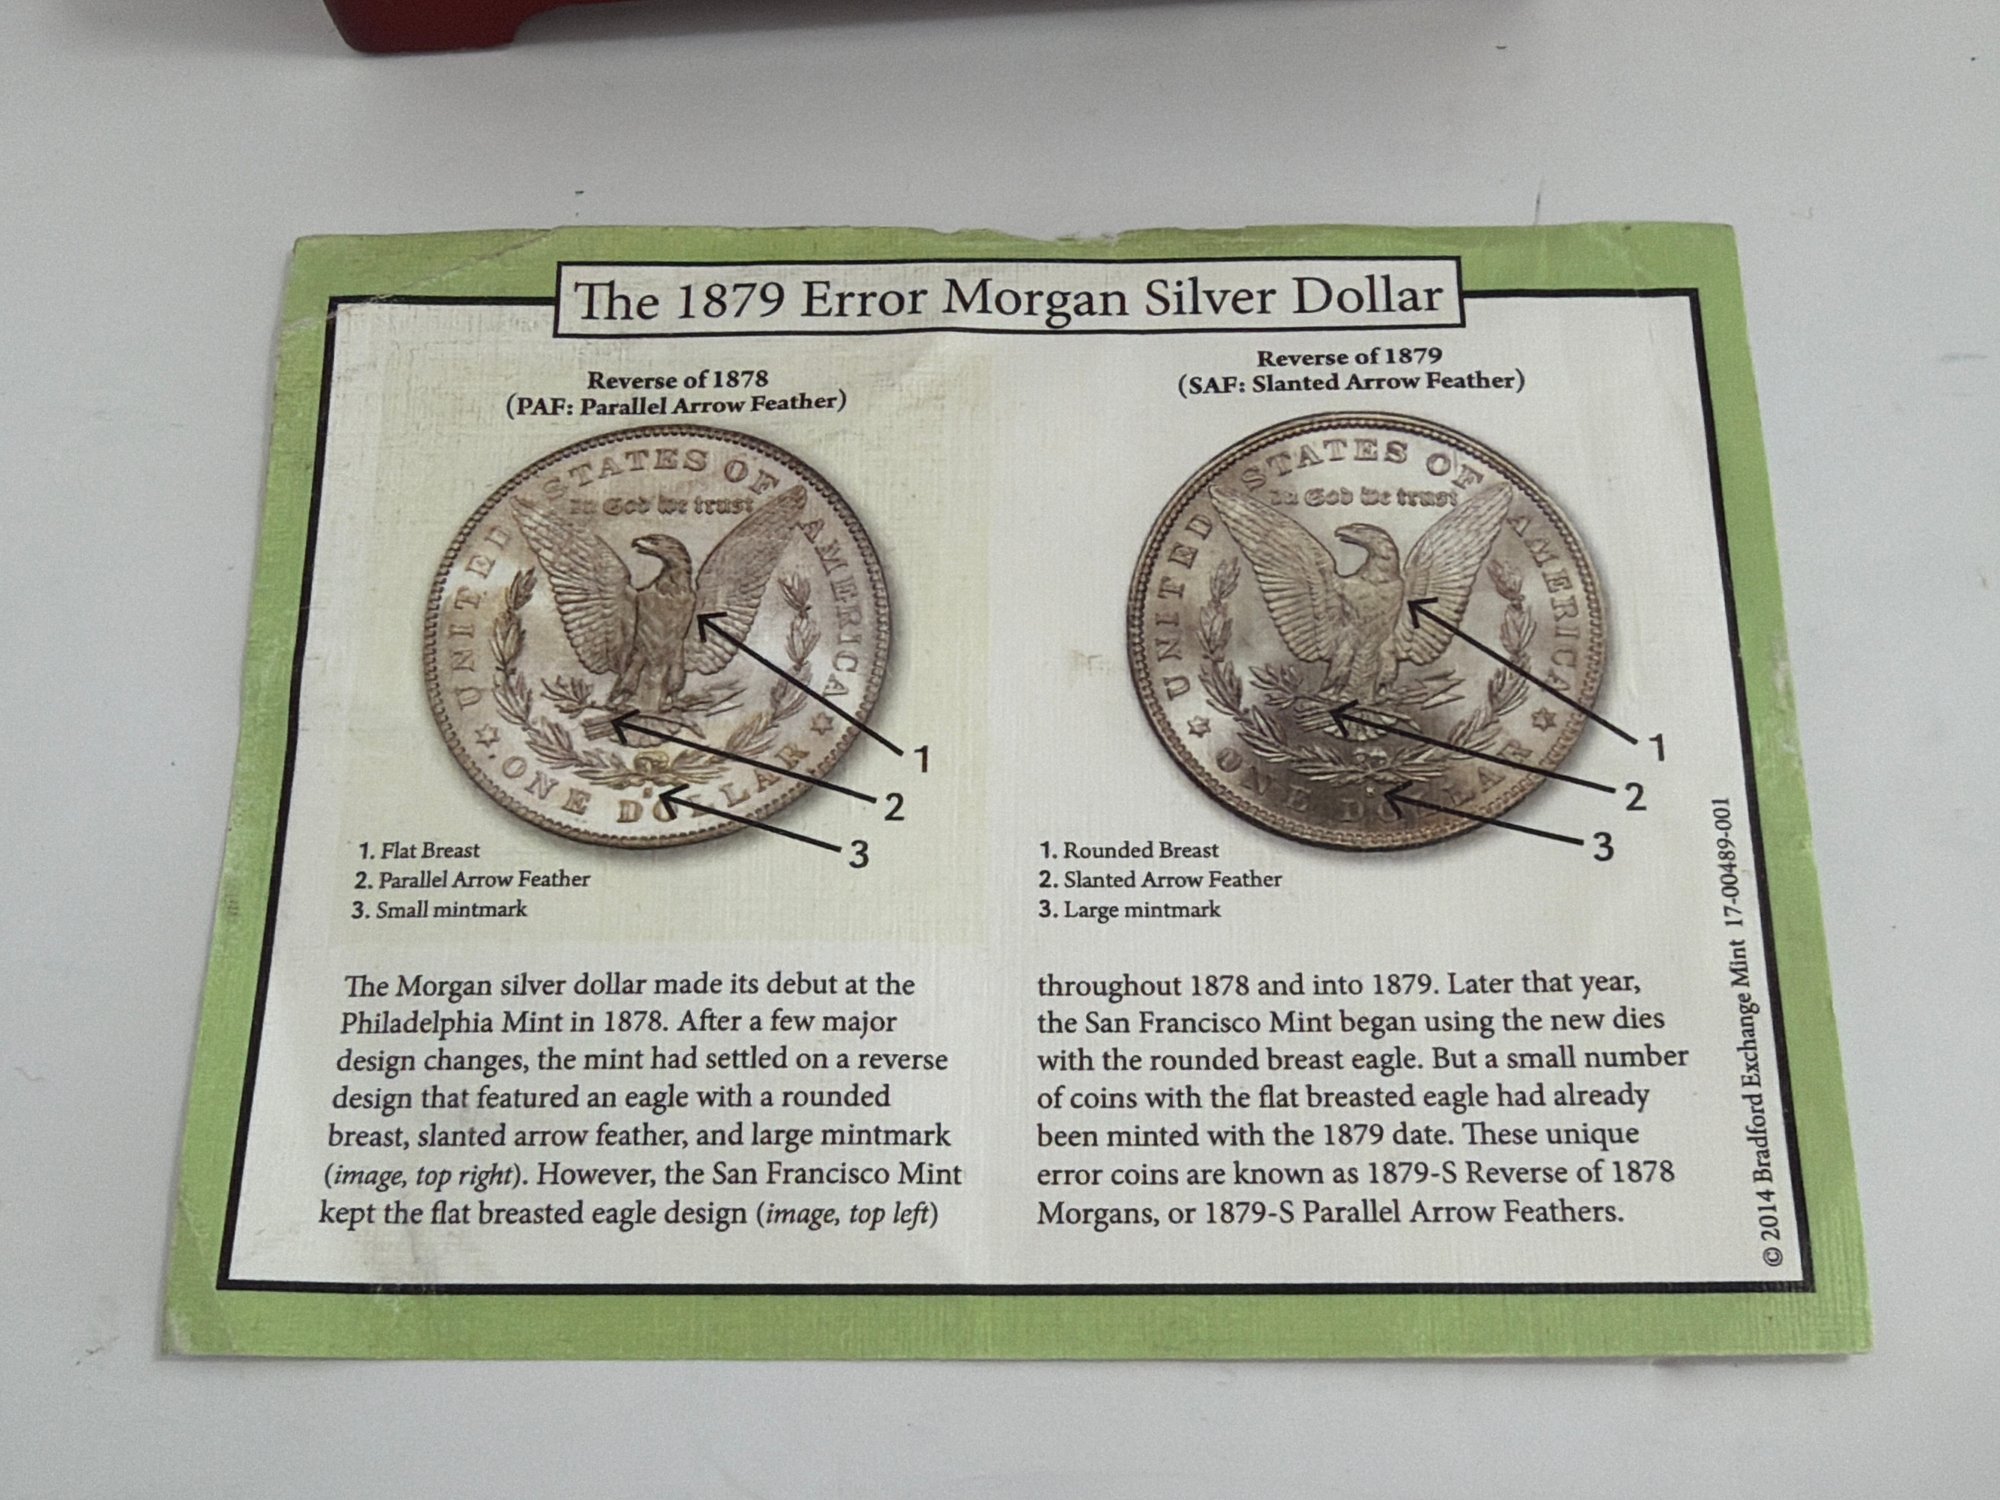 The 1879 Error Morgan Silver Dollar
Reverse of 1878
(PAF: Parallel Arrow Feather)
UNITED STATES OF AMERICA
In God we trust
ONE DOLLAR
1
2
3
1. Flat Breast
2. Parallel Arrow Feather
3. Small mintmark
Reverse of 1879
(SAF: Slanted Arrow Feather)
UNITED STATES OF AMERICA
In God we trust
ONE DOLLAR
1
2
3
1. Rounded Breast
2. Slanted Arrow Feather
3. Large mintmark
The Morgan silver dollar made its debut at the
Philadelphia Mint in 1878. After a few major
design changes, the mint had settled on a reverse
design that featured an eagle with a rounded
breast, slanted arrow feather, and large mintmark
(image, top right). However, the San Francisco Mint
kept the flat breasted eagle design (image, top left)
throughout 1878 and into 1879. Later that year,
the San Francisco Mint began using the new dies
with the rounded breast eagle. But a small number
of coins with the flat breasted eagle had already
been minted with the 1879 date. These unique
error coins are known as 1879-S Reverse of 1878
Morgans, or 1879-S Parallel Arrow Feathers.
© 2014 Bradford Exchange Mint 17-00489-001